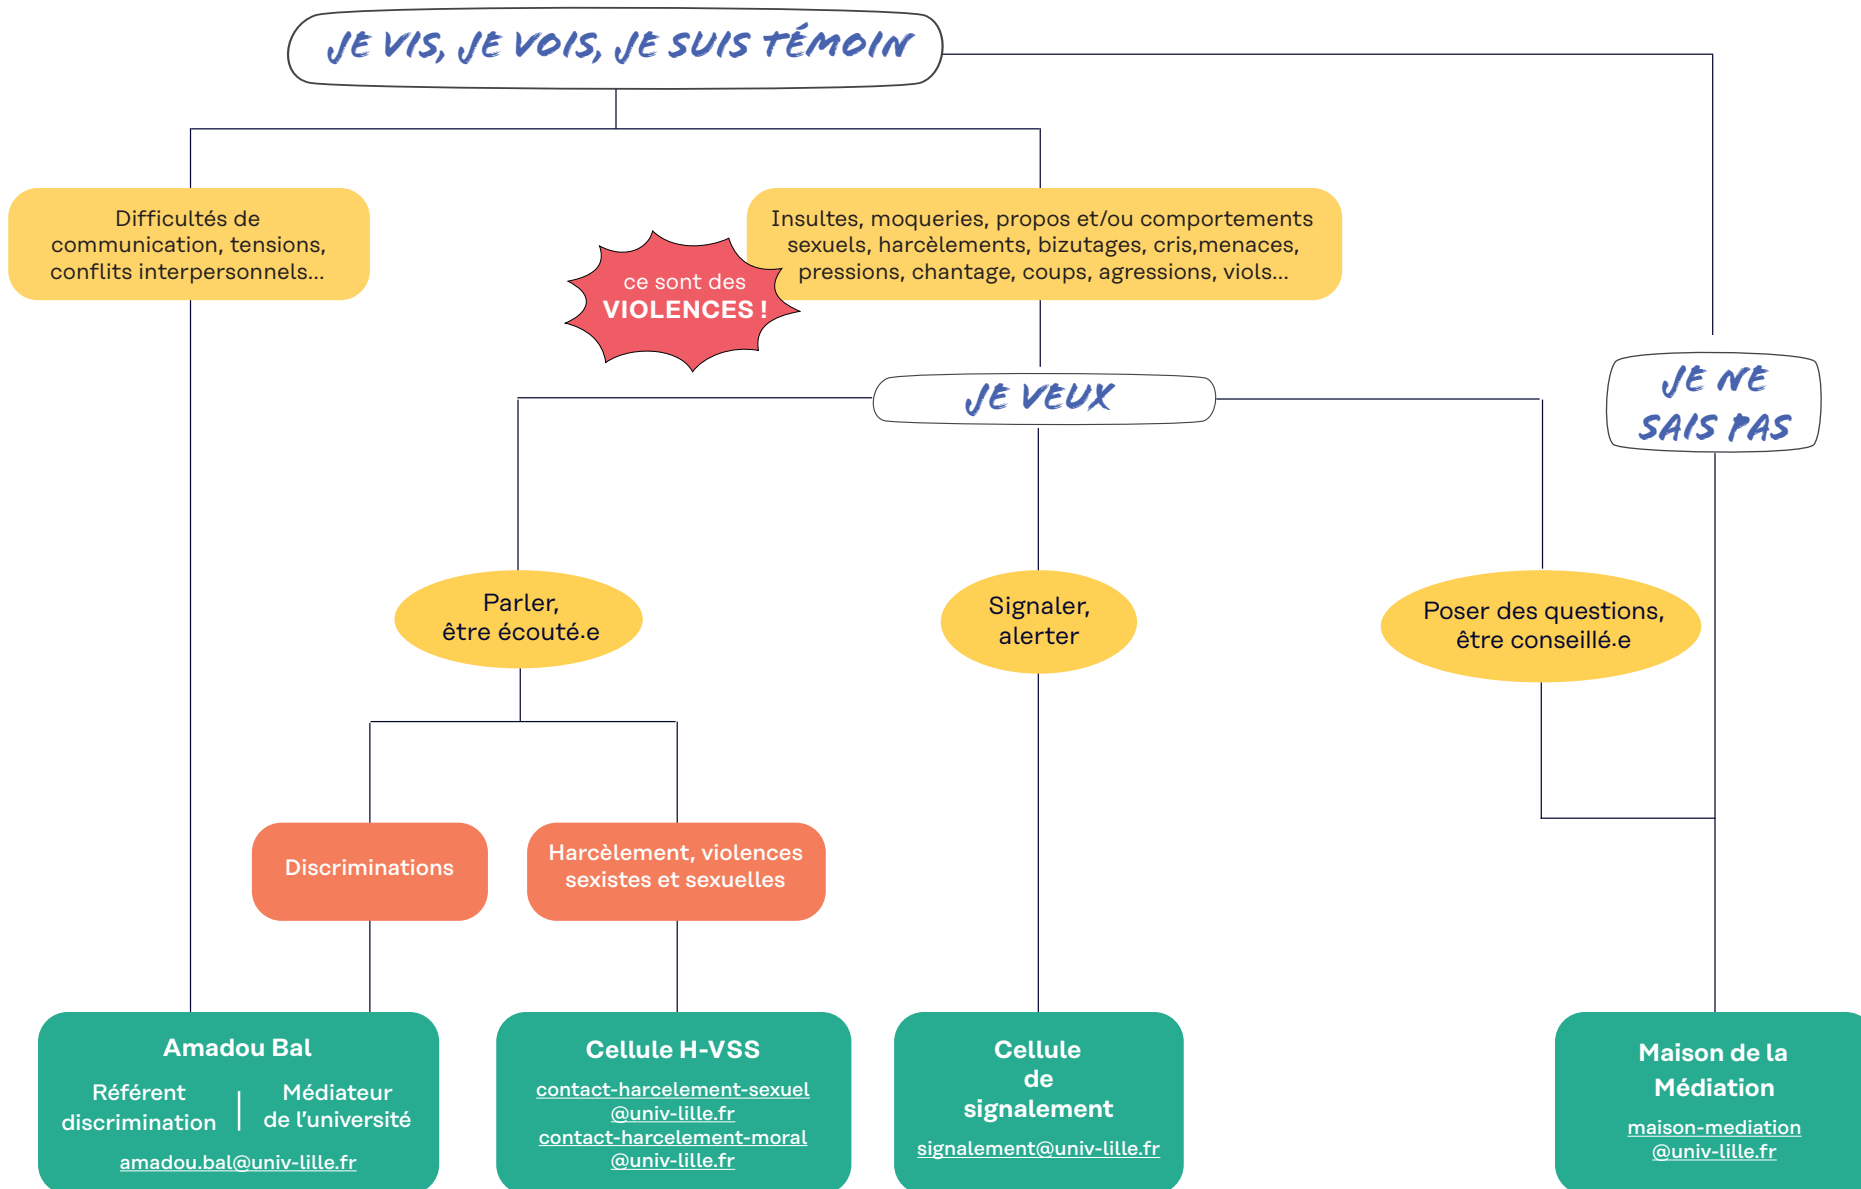 JE VIS, JE VOIS, JE SUIS TÉMOIN
Difficultés de
communication, tensions,
conflits interpersonnels...
Insultes, moqueries, propos et/ou comportements
sexuels, harcèlements, bizutages, cris,menaces,
pressions, chantage, coups, agressions, viols...
ce sont des
VIOLENCES !
JE VEUX
JE NE
SAIS PAS
Parler,
être écouté.e
Signaler,
alerter
Poser des questions,
être conseillé.e
Discriminations
Harcèlement, violences
sexistes et sexuelles
Amadou Bal
Référent
discrimination
Médiateur
de l'université
amadou.bal@univ-lille.fr
Cellule H-VSS
contact-harcelement-sexuel
@univ-lille.fr
contact-harcelement-moral
@univ-lille.fr
Cellule
de
signalement
signalement@univ-lille.fr
Maison de la
Médiation
maison-mediation
@univ-lille.fr